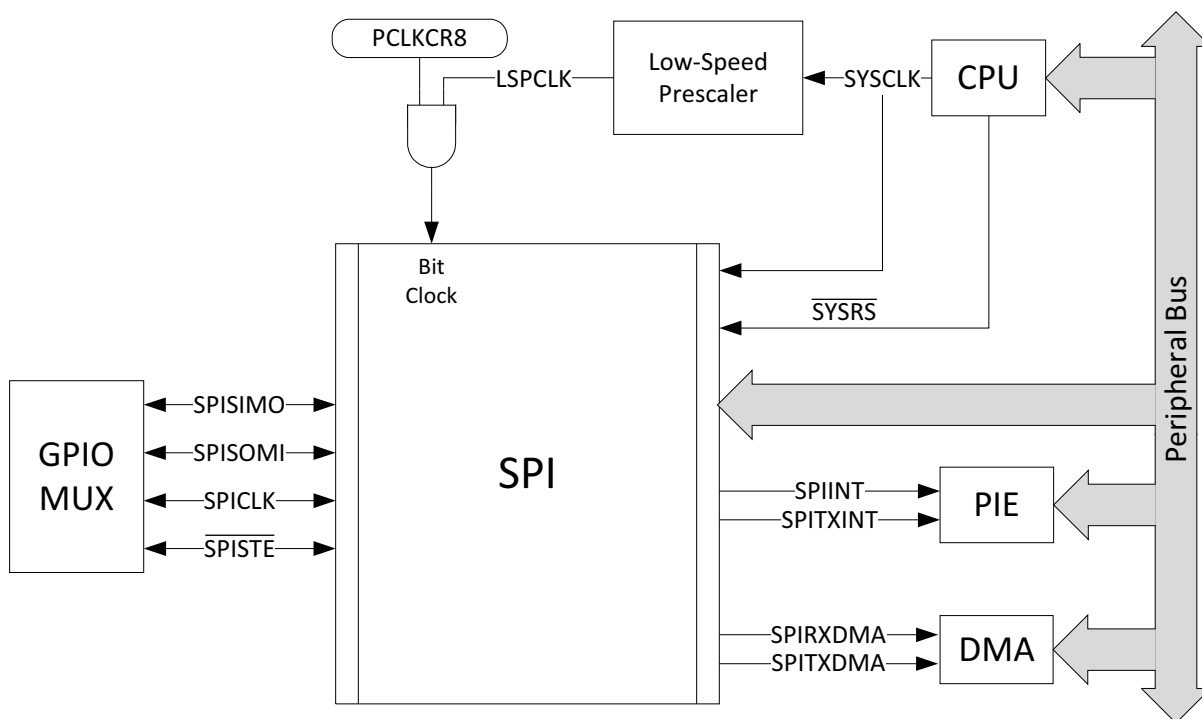 PCLKCR8
LSPCLK
Low-Speed
Prescaler
SYSCLK
CPU
Bit
Clock
SYSRS
Peripheral Bus
GPIO
MUX
SPISIMO
SPISOMI
SPICLK
SPISTE
SPI
SPIINT
SPITXINT
PIE
SPIRXDMA
SPITXDMA
DMA